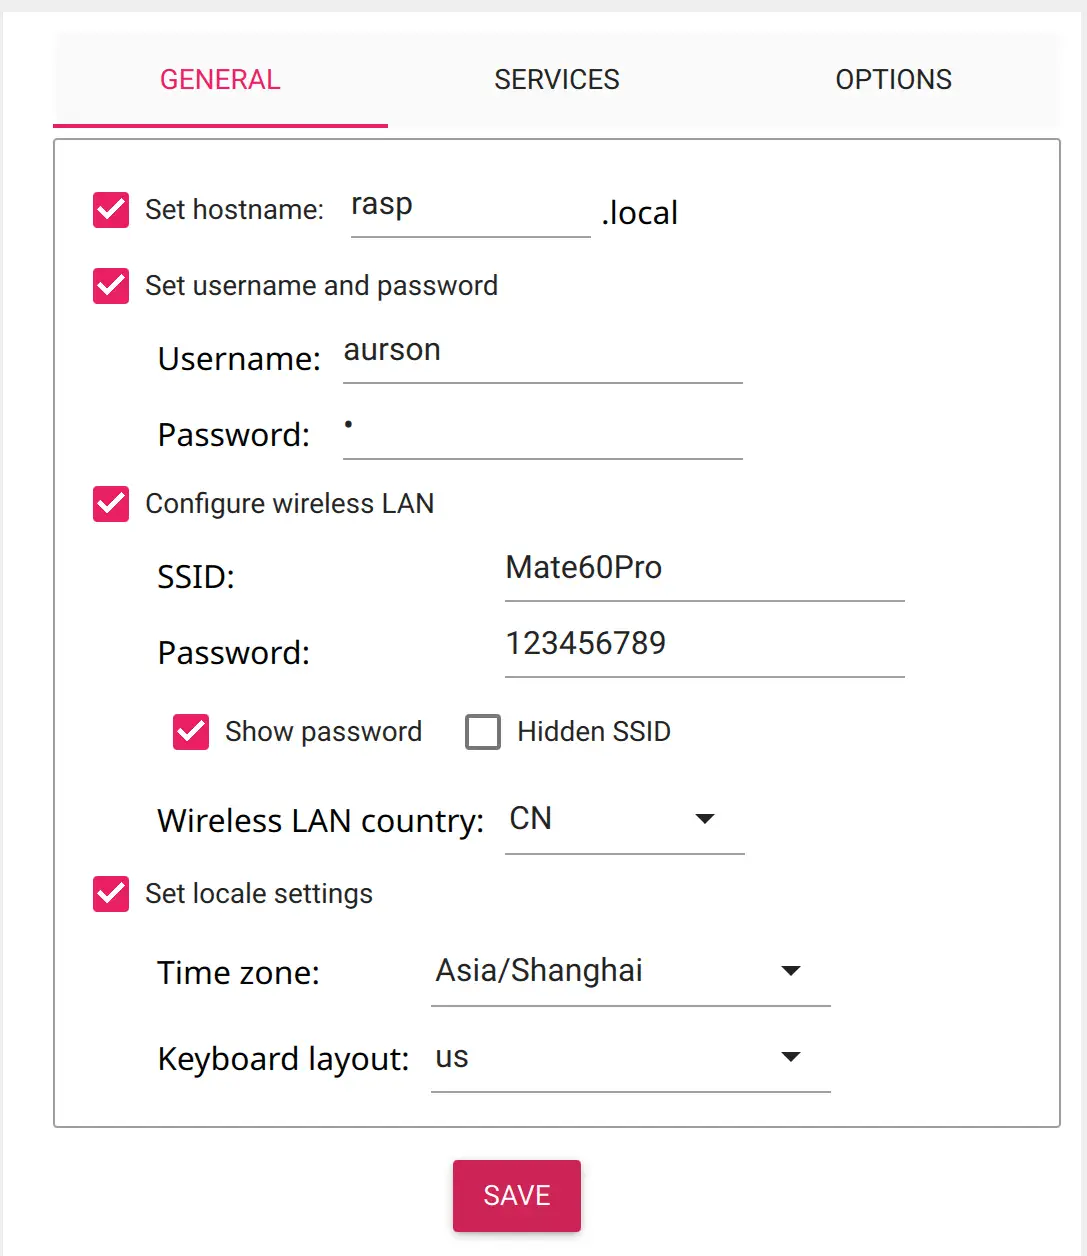 GENERAL SERVICES OPTIONS
Set hostname: rasp .local
Set username and password
Username: aurson
Password: •
Configure wireless LAN
SSID: Mate60Pro
Password: 123456789
Show password Hidden SSID
Wireless LAN country: CN
Set locale settings
Time zone: Asia/Shanghai
Keyboard layout: us
SAVE